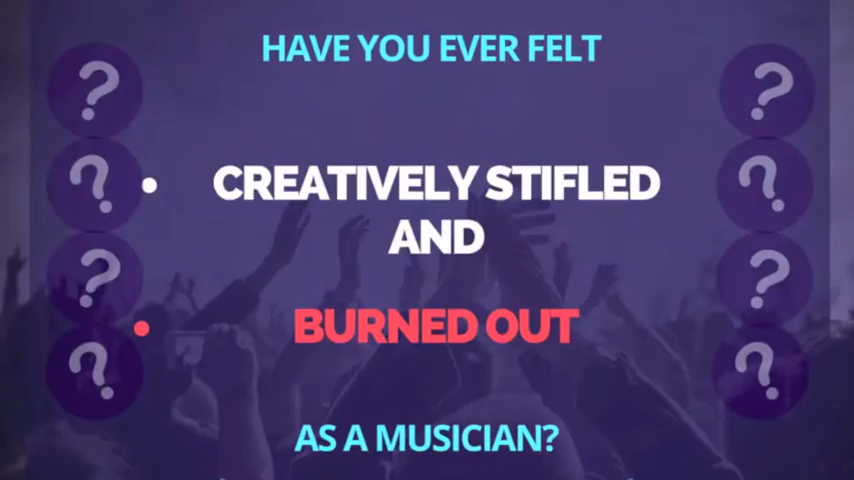 HAVE YOU EVER FELT
• CREATIVELY STIFLED
AND
• BURNED OUT
AS A MUSICIAN?
? ?
? ?
? ?
? ?